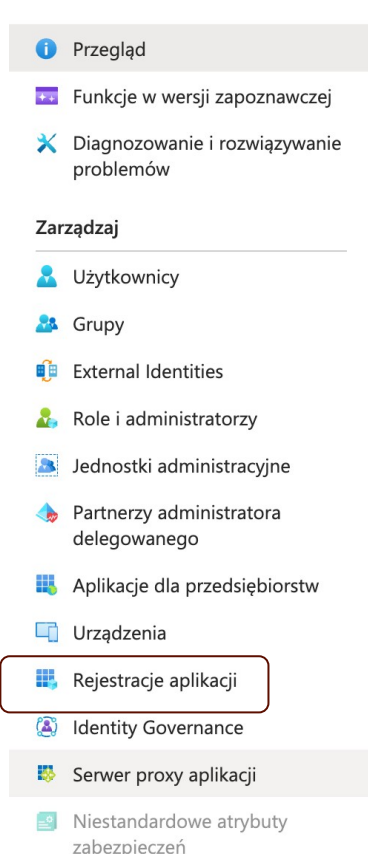 Przegląd
Funkcje w wersji zapoznawczej
Diagnozowanie i rozwiązywanie
problemów
Zarządzaj
Użytkownicy
Grupy
External Identities
Role i administratorzy
Jednostki administracyjne
Partnerzy administratora
delegowanego
Aplikacje dla przedsiębiorstw
Urządzenia
Rejestracje aplikacji
Identity Governance
Serwer proxy aplikacji
Niestandardowe atrybuty
zabezpieczeń